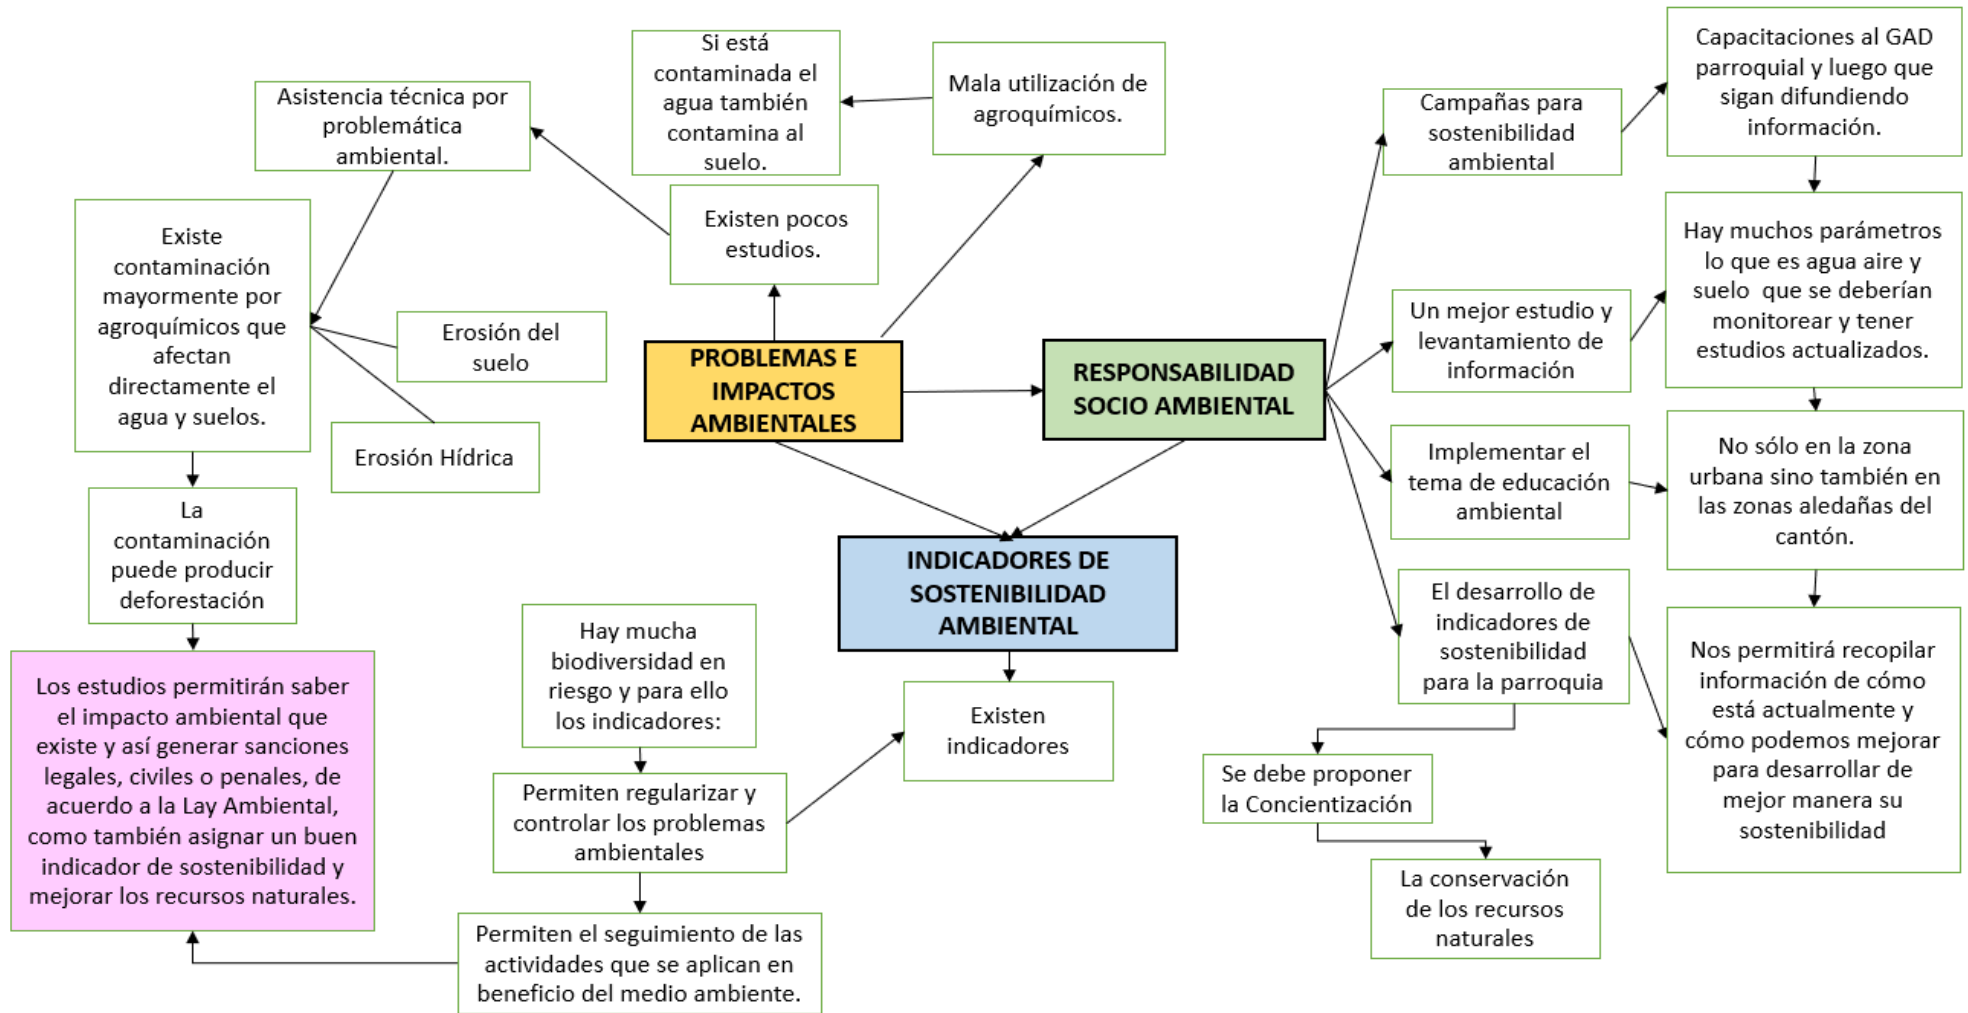 Si está
contaminada el
agua también
contamina al
suelo.
Mala utilización de
agroquímicos.
Asistencia técnica por
problemática
ambiental.
Existen pocos
estudios.
Existe
contaminación
mayormente por
agroquímicos que
afectan
directamente el
agua y suelos.
Erosión del
suelo
Erosión Hídrica
La
contaminación
puede producir
deforestación
Los estudios permitirán saber
el impacto ambiental que
existe y así generar sanciones
legales, civiles o penales, de
acuerdo a la Lay Ambiental,
como también asignar un buen
indicador de sostenibilidad y
mejorar los recursos naturales.
PROBLEMAS E
IMPACTOS
AMBIENTALES
RESPONSABILIDAD
SOCIO AMBIENTAL
INDICADORES DE
SOSTENIBILIDAD
AMBIENTAL
Hay mucha
biodiversidad en
riesgo y para ello
los indicadores:
Permiten regularizar y
controlar los problemas
ambientales
Permiten el seguimiento de las
actividades que se aplican en
beneficio del medio ambiente.
Existen
indicadores
Campañas para
sostenibilidad
ambiental
Capacitaciones al GAD
parroquial y luego que
sigan difundiendo
información.
Un mejor estudio y
levantamiento de
información
Hay muchos parámetros
lo que es agua aire y
suelo  que se deberían
monitorear y tener
estudios actualizados.
Implementar el
tema de educación
ambiental
No sólo en la zona
urbana sino también en
las zonas aledañas del
cantón.
El desarrollo de
indicadores de
sostenibilidad
para la parroquia
Nos permitirá recopilar
información de cómo
está actualmente y
cómo podemos mejorar
para desarrollar de
mejor manera su
sostenibilidad
Se debe proponer
la Concientización
La conservación
de los recursos
naturales